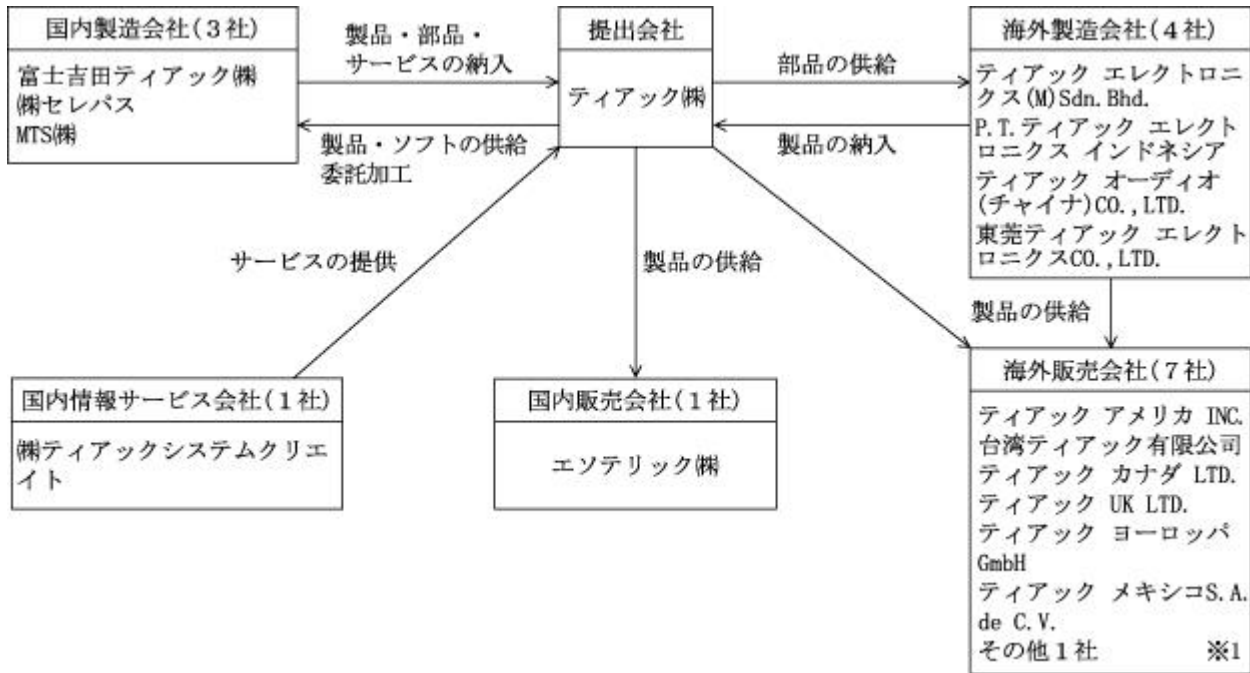 国内製造会社(３社)
富士吉田ティアック㈱
㈱セレパス
MTS㈱
製品・部品・
サービスの納入
製品・ソフトの供給
委託加工
提出会社
ティアック㈱
部品の供給
製品の納入
海外製造会社(４社)
ティアック エレクトロニ
クス(M)Sdn.Bhd.
P.T.ティアック エレクト
ロニクス インドネシア
ティアック オーディオ
(チャイナ)CO.,LTD.
東莞ティアック エレクト
ロニクスCO.,LTD.
サービスの提供
製品の供給
製品の供給
国内情報サービス会社(１社)
㈱ティアックシステムクリエ
イト
国内販売会社(１社)
エソテリック㈱
海外販売会社(７社)
ティアック アメリカ INC.
台湾ティアック有限公司
ティアック カナダ LTD.
ティアック UK LTD.
ティアック ヨーロッパ
GmbH
ティアック メキシコS.A.
de C.V.
その他１社 ※1